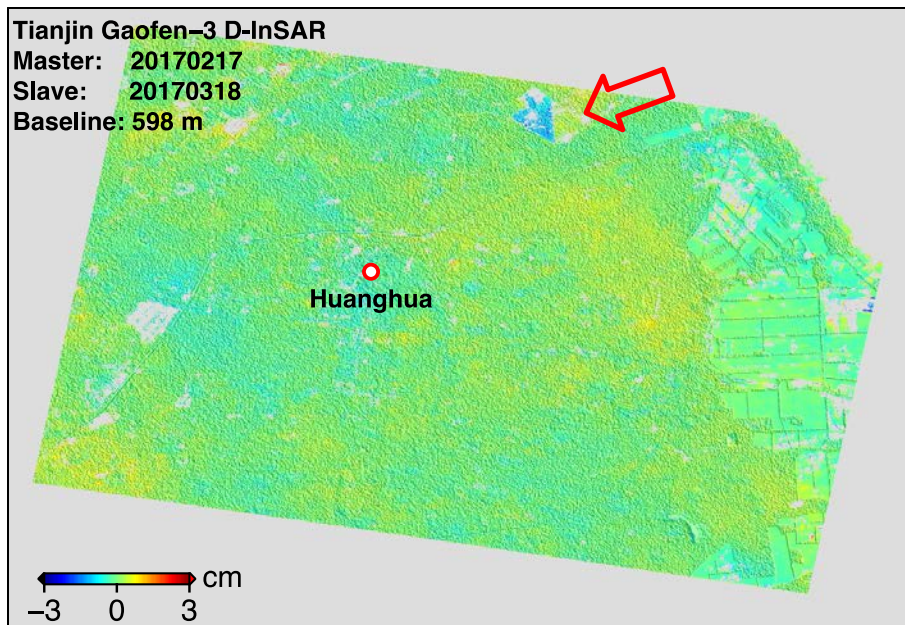 Tianjin Gaofen–3 D-InSAR
Master: 20170217
Slave: 20170318
Baseline: 598 m
Huanghua
cm
–3 0 3